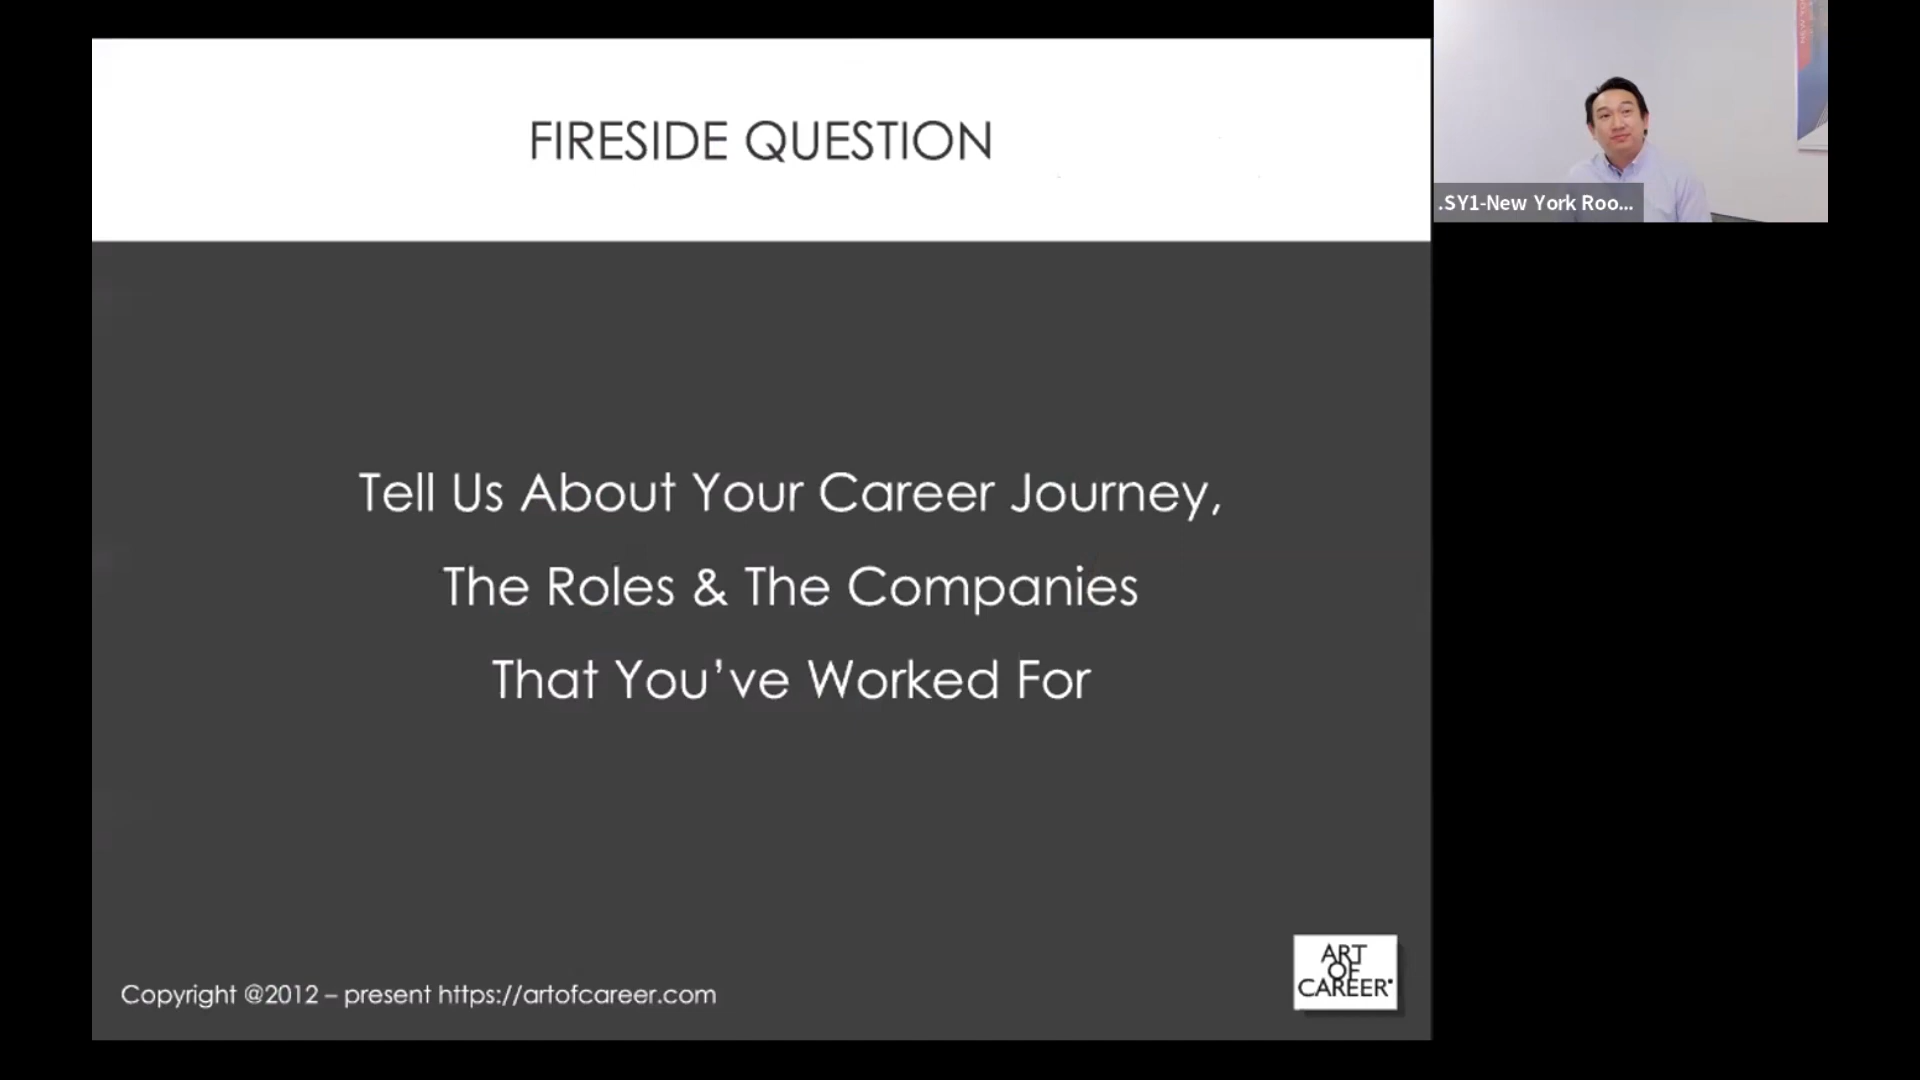 FIRESIDE QUESTION
.SY1-New York Roo...
Tell Us About Your Career Journey,
The Roles & The Companies
That You’ve Worked For
Copyright @2012 – present https://artofcareer.com
ART
OF
CAREER